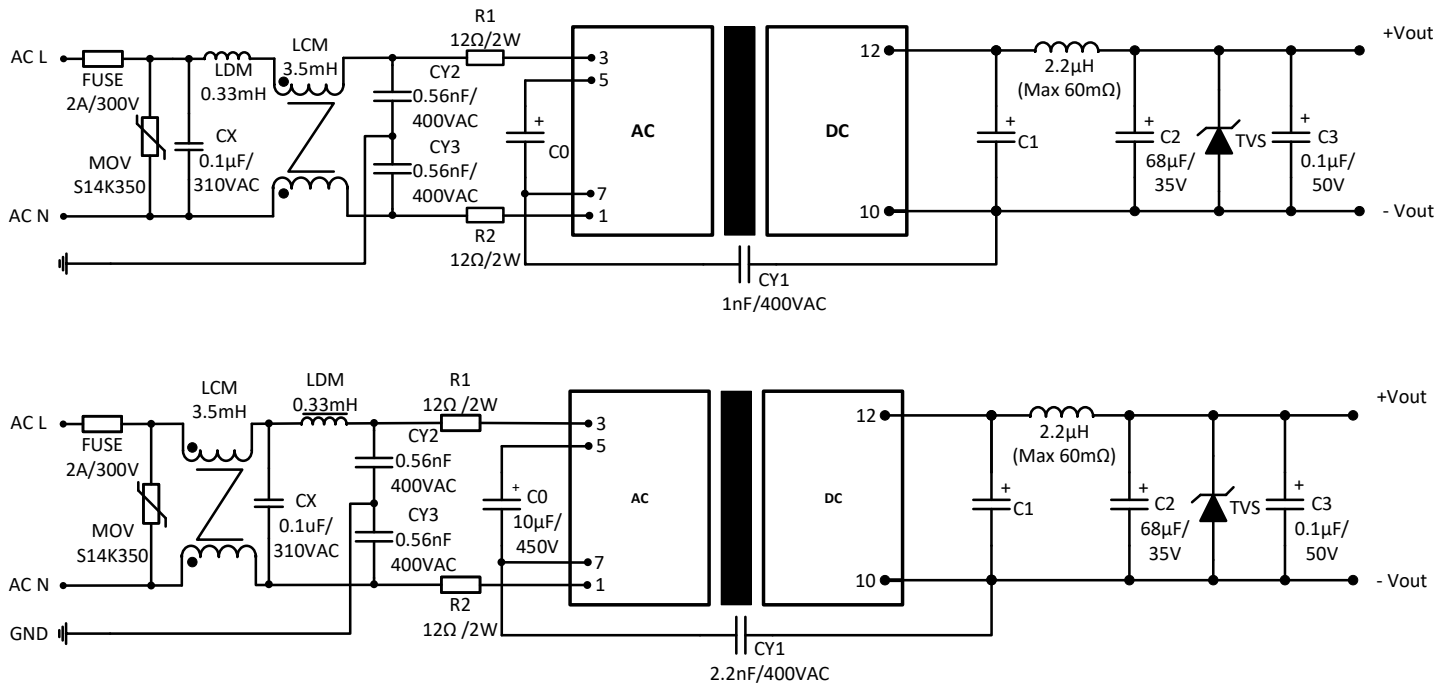 R1
12Ω/2W
AC L
FUSE
2A/300V
LDM
0.33mH
LCM
3.5mH
CY2
0.56nF/
400VAC
MOV
S14K350
CX
0.1µF/
310VAC
CY3
0.56nF/
400VAC
+
C0
AC N
R2
12Ω/2W
3
5
7
1
AC
DC
12
10
CY1
1nF/400VAC
2.2µH
(Max 60mΩ)
+
C1
+
C2
68µF/
35V
TVS
+
C3
0.1µF/
50V
+Vout
- Vout
R1
12Ω /2W
AC L
FUSE
2A/300V
LCM
3.5mH
LDM
0.33mH
CY2
0.56nF
400VAC
MOV
S14K350
CX
0.1uF/
310VAC
CY3
0.56nF
400VAC
+
C0
10µF/
450V
AC N
GND
R2
12Ω /2W
3
5
7
1
AC
DC
12
10
CY1
2.2nF/400VAC
2.2µH
(Max 60mΩ)
+
C1
+
C2
68µF/
35V
TVS
+
C3
0.1µF/
50V
+Vout
- Vout